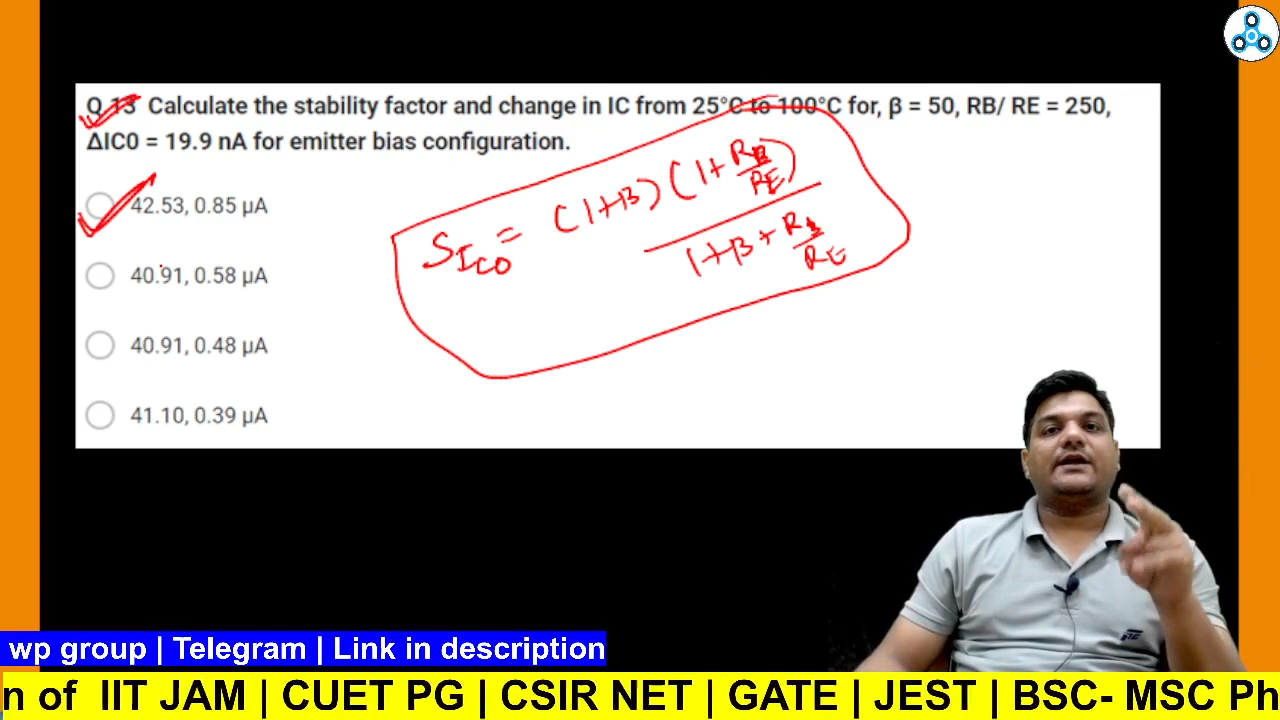 Q 13 Calculate the stability factor and change in IC from 25°C to 100°C for, β = 50, RB/ RE = 250,
ΔIC0 = 19.9 nA for emitter bias configuration.
42.53, 0.85 μA
40.91, 0.58 μA
40.91, 0.48 μA
41.10, 0.39 μA
S_ICO = (1+β) (1+ RB/RE)
1+β+ RB/RE
wp group | Telegram | Link in description
n of IIT JAM | CUET PG | CSIR NET | GATE | JEST | BSC- MSC Ph